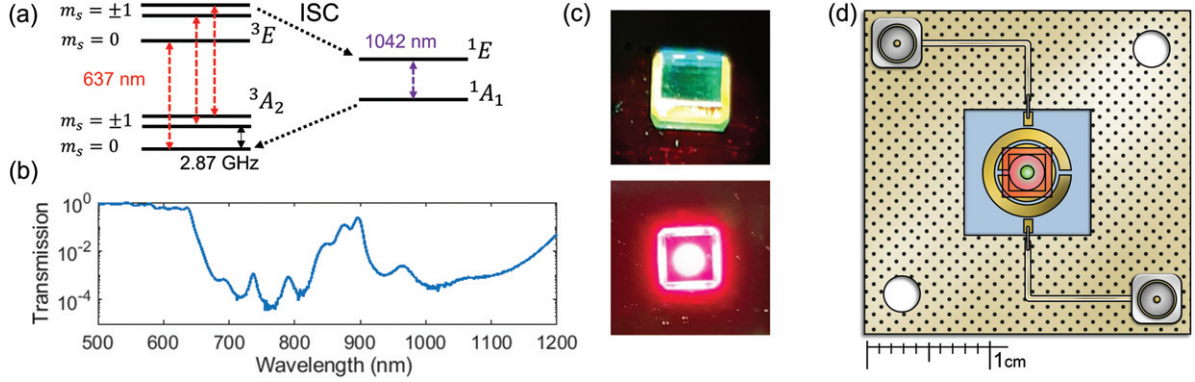 (a)
m_s = ±1
m_s = 0
³E
ISC
637 nm
1042 nm
¹E
¹A₁
³A₂
m_s = ±1
m_s = 0
2.87 GHz
(b)
Transmission
10⁰
10⁻²
10⁻⁴
500 600 700 800 900 1000 1100 1200
Wavelength (nm)
(c)
(d)
1cm